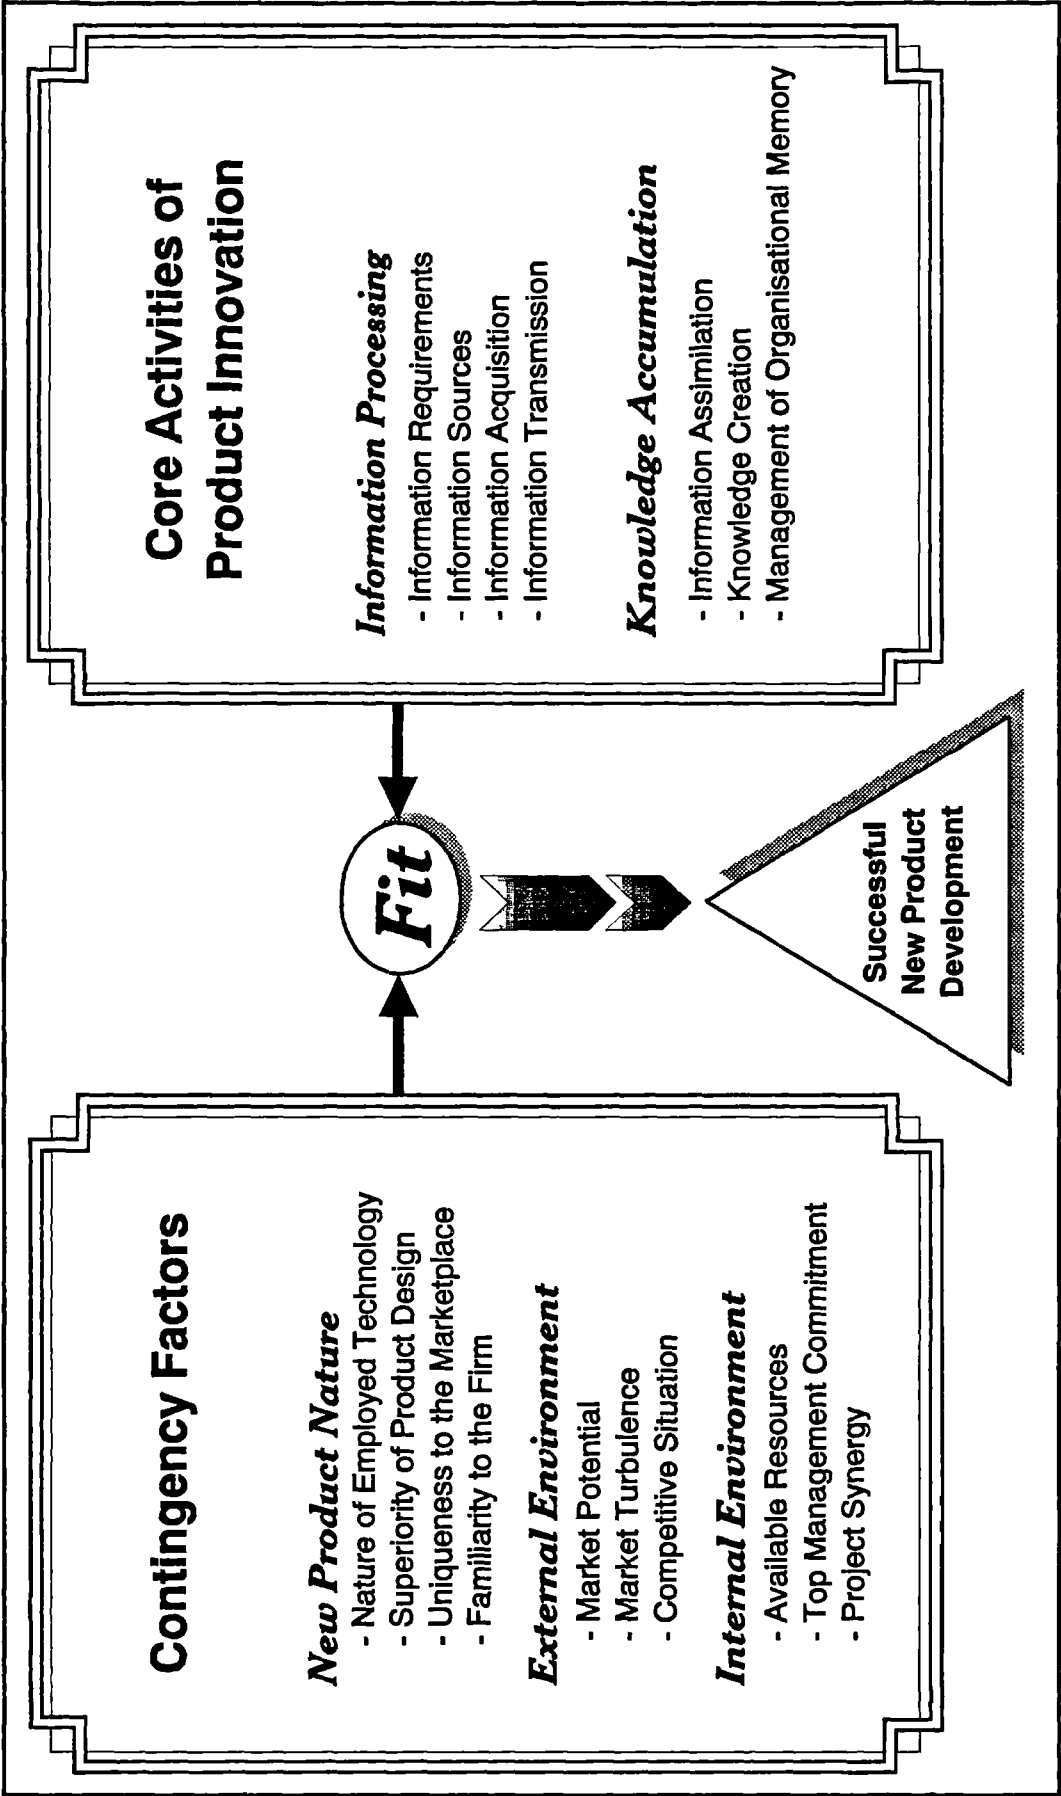 Contingency Factors
New Product Nature
- Nature of Employed Technology
- Superiority of Product Design
- Uniqueness to the Marketplace
- Familiarity to the Firm
External Environment
- Market Potential
- Market Turbulence
- Competitive Situation
Internal Environment
- Available Resources
- Top Management Commitment
- Project Synergy
Fit
Successful
New Product
Development
Core Activities of
Product Innovation
Information Processing
- Information Requirements
- Information Sources
- Information Acquisition
- Information Transmission
Knowledge Accumulation
- Information Assimilation
- Knowledge Creation
- Management of Organisational Memory